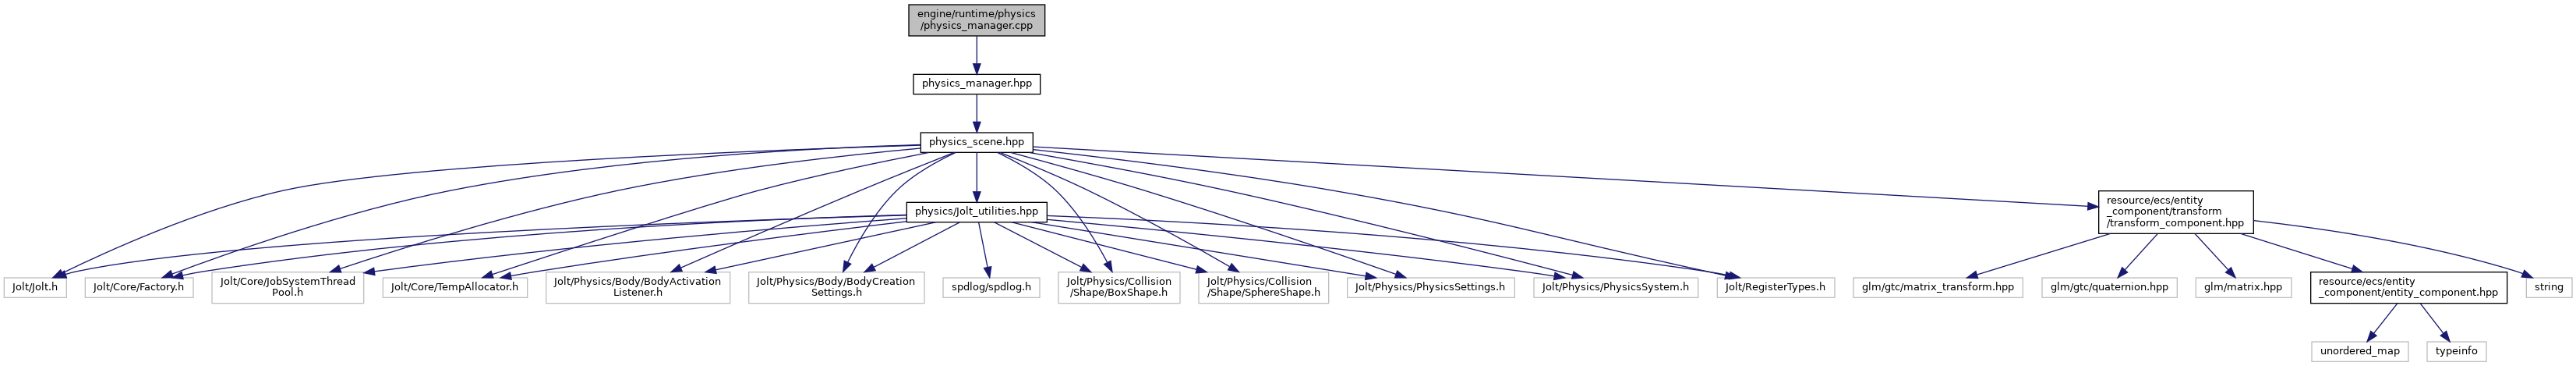 engine/runtime/physics
/physics_manager.cpp
physics_manager.hpp
physics_scene.hpp
physics/Jolt_utilities.hpp
resource/ecs/entity
_component/transform
/transform_component.hpp
Jolt/Jolt.h
Jolt/Core/Factory.h
Jolt/Core/JobSystemThread
Pool.h
Jolt/Core/TempAllocator.h
Jolt/Physics/Body/BodyActivation
Listener.h
Jolt/Physics/Body/BodyCreation
Settings.h
spdlog/spdlog.h
Jolt/Physics/Collision
/Shape/BoxShape.h
Jolt/Physics/Collision
/Shape/SphereShape.h
Jolt/Physics/PhysicsSettings.h
Jolt/Physics/PhysicsSystem.h
Jolt/RegisterTypes.h
glm/gtc/matrix_transform.hpp
glm/gtc/quaternion.hpp
glm/matrix.hpp
resource/ecs/entity
_component/entity_component.hpp
string
unordered_map
typeinfo